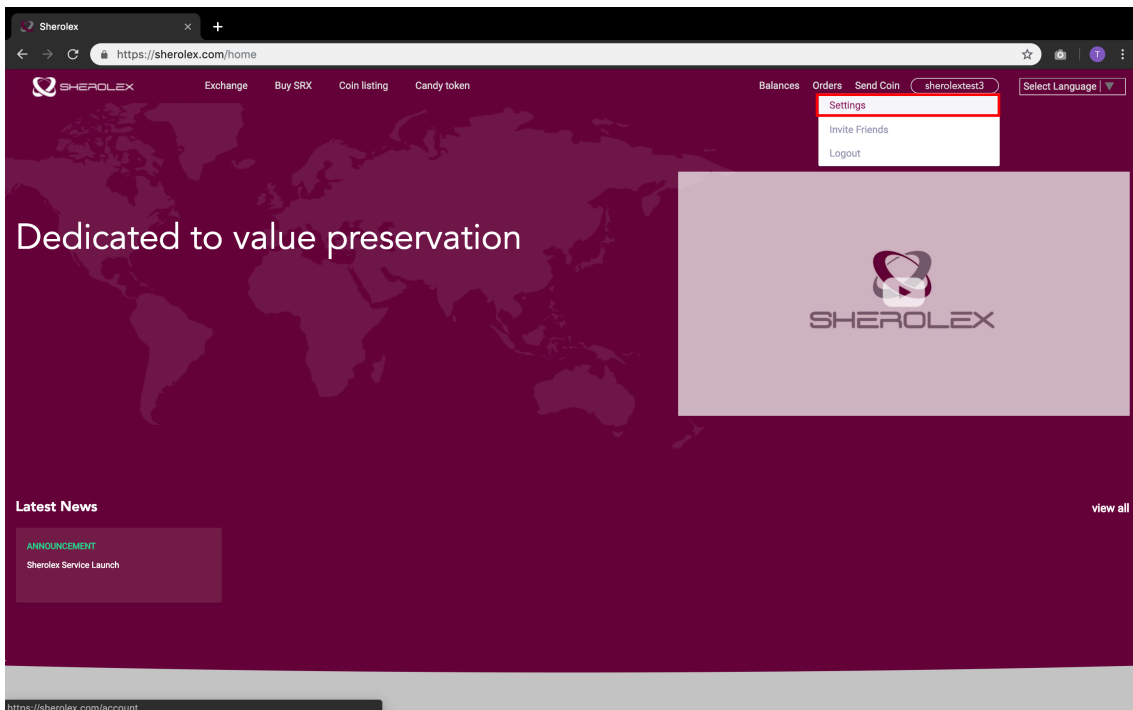 Sherolex
https://sherolex.com/home
T
SHEROLEX
Exchange
Buy SRX
Coin listing
Candy token
Balances
Orders
Send Coin
sherolextest3
Select Language
Settings
Invite Friends
Logout
Dedicated to value preservation
SHEROLEX
Latest News
view all
ANNOUNCEMENT
Sherolex Service Launch
https://sherolex.com/account